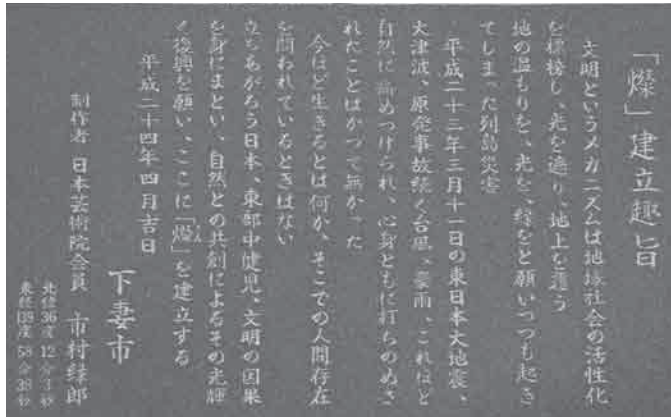 「燦」建立趣旨
文明というメカニズムは地域社会の活性化
を標榜し、光を遮り、地上を覆う
地の温もりを、光を、緑をと願いつつも起き
てしまった列島災害
平成二十三年三月十一日の東日本大地震、
大津波、原発事故続く台風、豪雨、これほど
自然に痛めつけられ、心身ともに打ちのめさ
れたことはかつて無かった
今ほど生きるとは何か、そこでの人間存在
を問われているときはない
立ちあがろう日本、東部中健児、文明の因果
を身にまとい、自然との共創によるその光輝
く復興を願い、ここに「燦」を建立する
さん
平成二十四年四月吉日
下妻市
制作者 日本芸術院会員 市村緑郎
北緯36度12分3秒
東経139度58分38秒